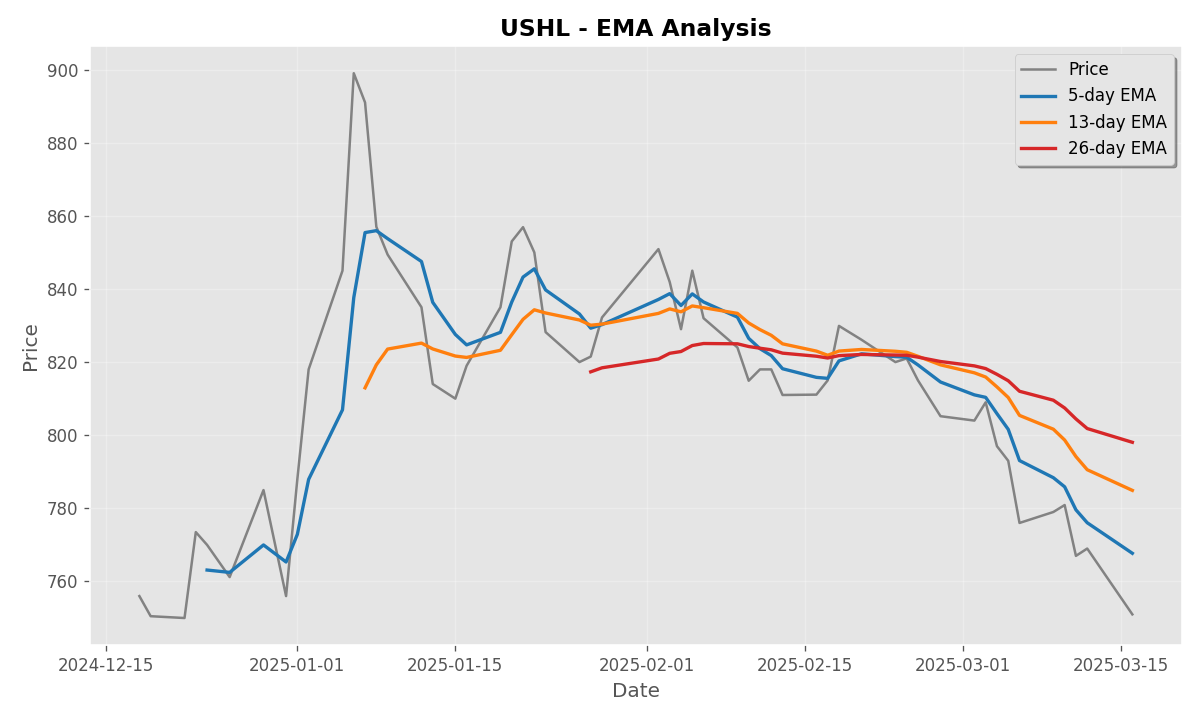 USHL - EMA Analysis
Price
5-day EMA
13-day EMA
26-day EMA
900
880
860
840
820
800
780
760
Price
2024-12-15
2025-01-01
2025-01-15
2025-02-01
2025-02-15
2025-03-01
2025-03-15
Date